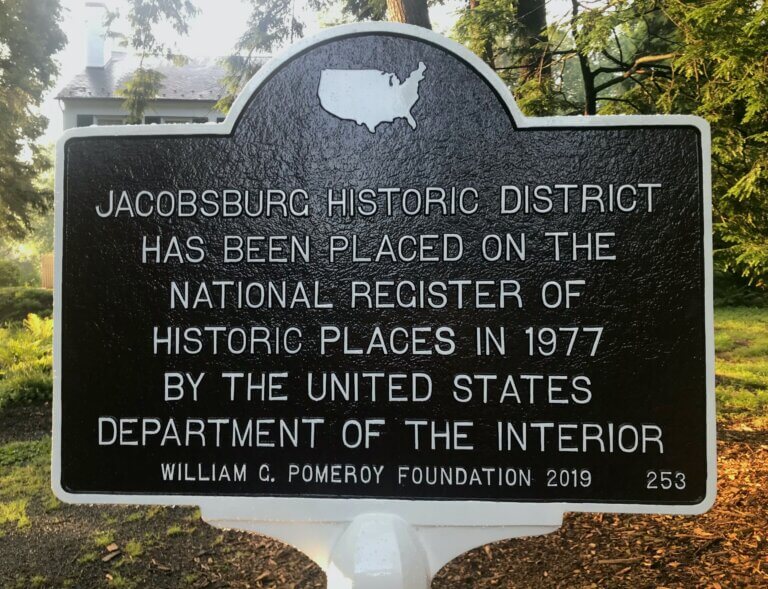 JACOBSBURG HISTORIC DISTRICT
HAS BEEN PLACED ON THE
NATIONAL REGISTER OF
HISTORIC PLACES IN 1977
BY THE UNITED STATES
DEPARTMENT OF THE INTERIOR
WILLIAM G. POMEROY FOUNDATION 2019 253